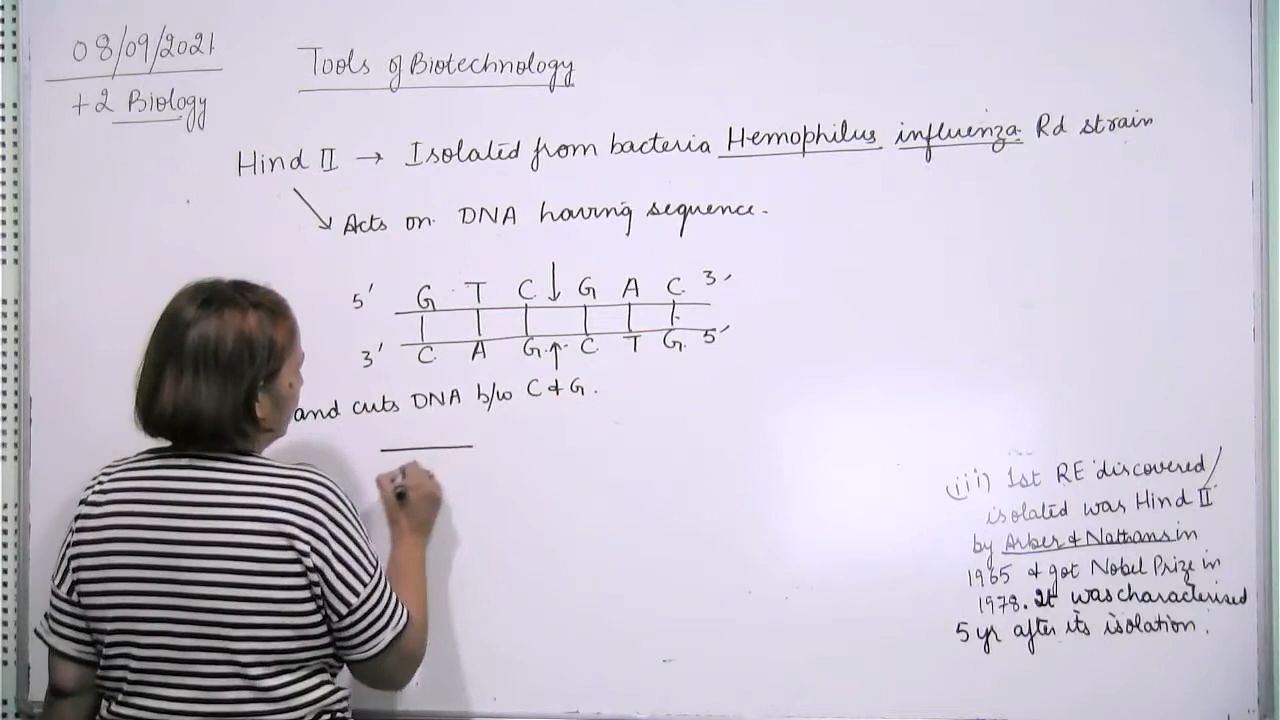 08/09/2021
+2 Biology
Tools of Biotechnology
Hind II → Isolated from bacteria Hemophilus influenza Rd strain
Acts on DNA having sequence.
5' G T C ↓ G A C 3'
3' C A G ↑ C T G 5'
and cuts DNA b/w C & G.
(iii) 1st RE discovered/
isolated was Hind II
by Arber & Nathans in
1965 & got Nobel Prize in
1978. It was characterised
5 yr after its isolation.